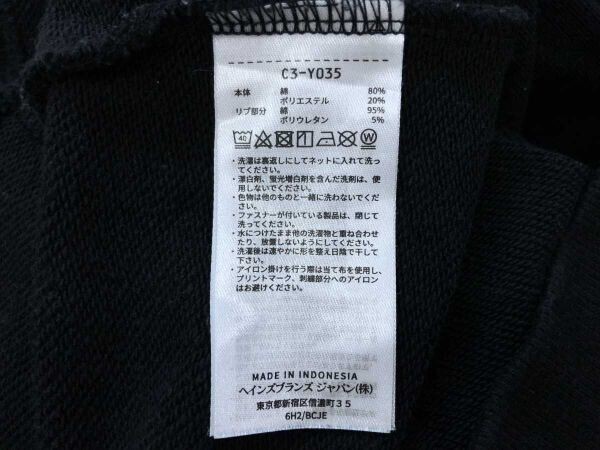 C3-Y035
本体 綿 80%
ポリエステル 20%
リブ部分 綿 95%
ポリウレタン 5%
40 W
・洗濯は裏返しにしてネットに入れて洗っ
てください。
・漂白剤、蛍光増白剤を含んだ洗剤は、使
用しないでください。
・色物は他のものと一緒に洗わないでくだ
さい。
・ファスナーが付いている製品は、閉じて
洗ってください。
・水につけたまま他の洗濯物と重ね合わせ
たり、放置しないようにしてください。
・洗濯後は速やかに形を整え日陰で干して
下さい。
・アイロン掛けを行う際は当て布を使用し、
プリントマーク、刺繍部分へのアイロン
はお避けください。
MADE IN INDONESIA
ヘインズブランズ ジャパン(株)
東京都新宿区信濃町35
6H2/BCJE